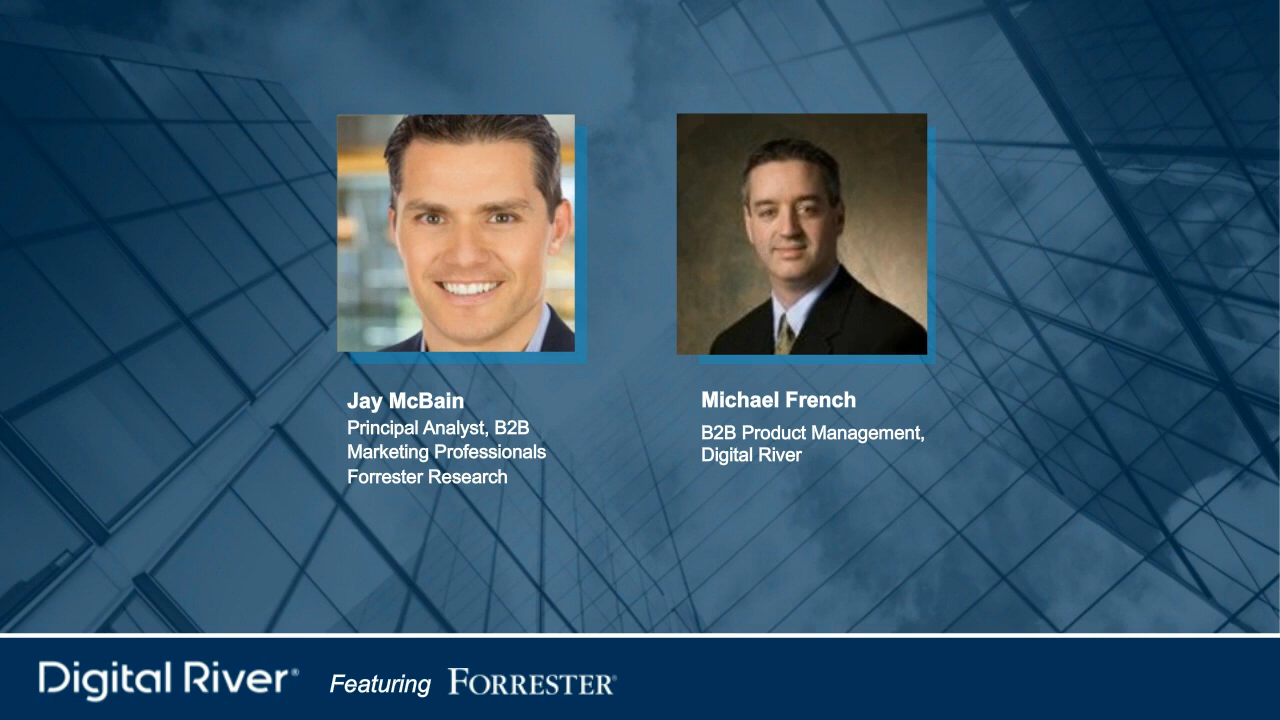 Jay McBain
Principal Analyst, B2B
Marketing Professionals
Forrester Research
Michael French
B2B Product Management,
Digital River
Digital River® Featuring FORRESTER®